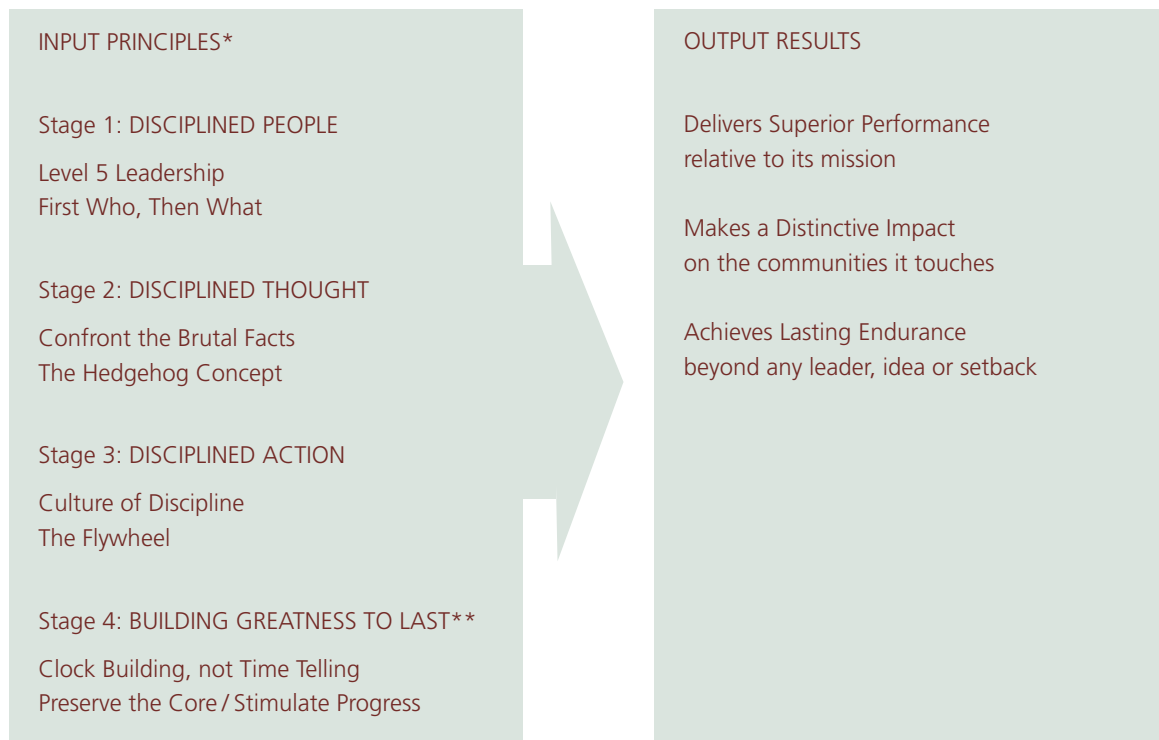 INPUT PRINCIPLES*
Stage 1: DISCIPLINED PEOPLE
Level 5 Leadership
First Who, Then What
Stage 2: DISCIPLINED THOUGHT
Confront the Brutal Facts
The Hedgehog Concept
Stage 3: DISCIPLINED ACTION
Culture of Discipline
The Flywheel
Stage 4: BUILDING GREATNESS TO LAST**
Clock Building, not Time Telling
Preserve the Core / Stimulate Progress
OUTPUT RESULTS
Delivers Superior Performance
relative to its mission
Makes a Distinctive Impact
on the communities it touches
Achieves Lasting Endurance
beyond any leader, idea or setback